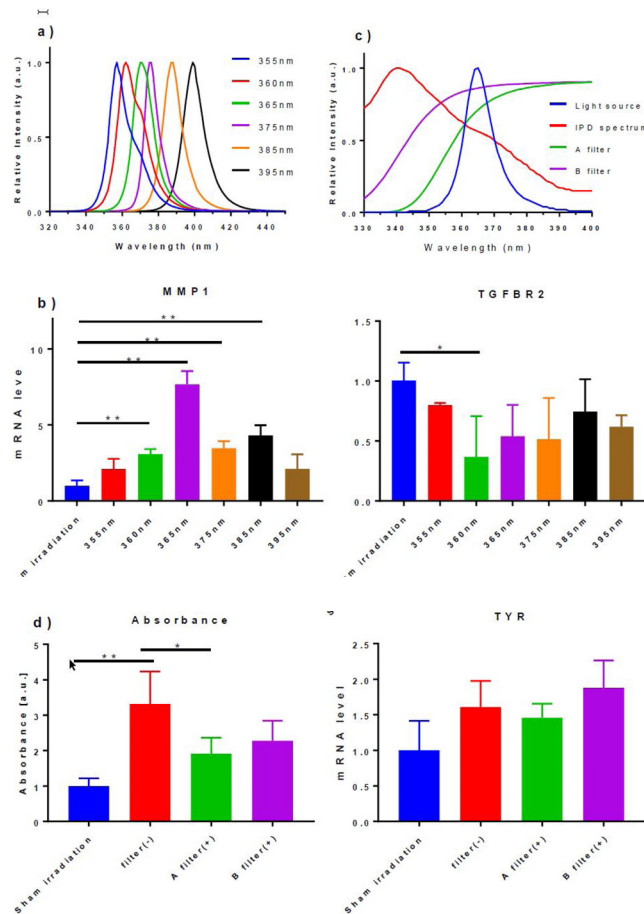 a)
Relative Intensity (a.u.)
1.0
0.5
0.0
320 340 360 380 400 420 440
Wavelength (nm)
355nm
360nm
365nm
375nm
385nm
395nm
c)
Relative Intensity (a.u.)
1.0
0.5
0.0
330 340 350 360 370 380 390 400
Wavelength (nm)
Light source
IPD spectrum
A filter
B filter
b)
MMP1
mRNA leve
10
5
0
**
**
**
**
m irradiation
355nm
360nm
365nm
375nm
385nm
395nm
TGFBR2
1.5
1.0
0.5
0.0
*
m irradiation
355nm
360nm
365nm
375nm
385nm
395nm
d)
Absorbance
Absorbance [a.u.]
5
4
3
2
1
0
**
*
Sham irradiation
filter(-)
A filter(+)
B filter(+)
TYR
mRNA level
2.5
2.0
1.5
1.0
0.5
0.0
Sham irradiation
filter(-)
A filter(+)
B filter(+)